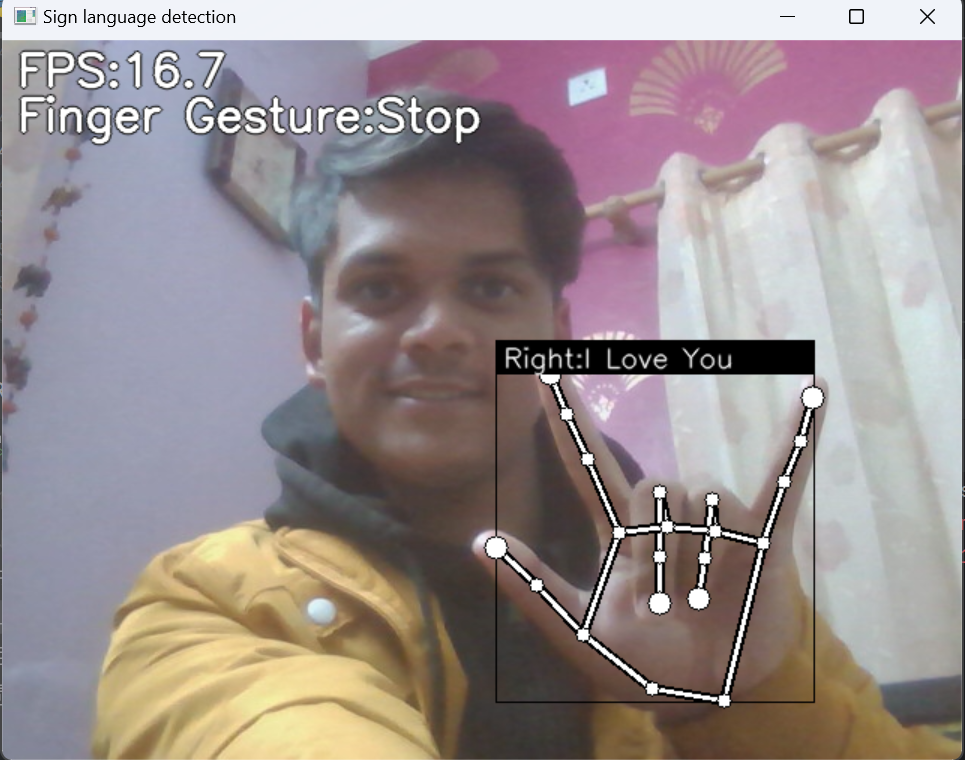 Sign language detection
FPS:16.7
Finger Gesture:Stop
Right:I Love You